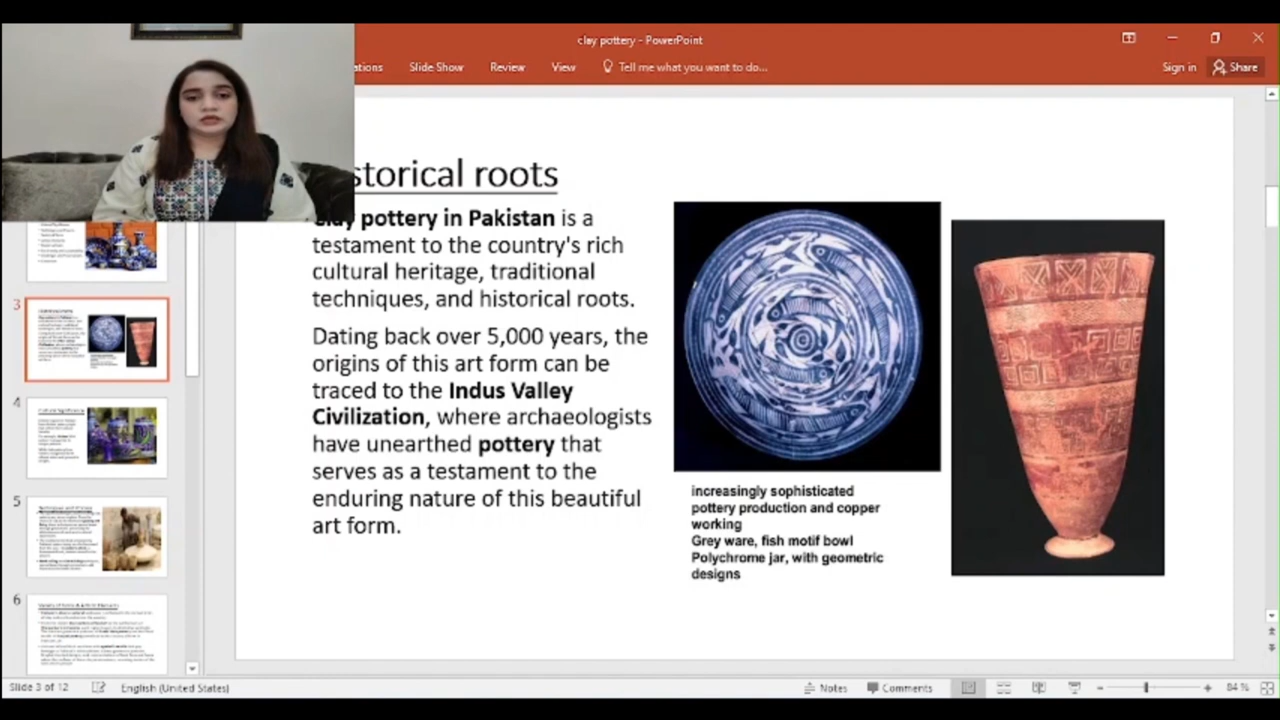 clay pottery - PowerPoint
ations Slide Show Review View Tell me what you want to do... Sign in Share
storical roots
pottery in Pakistan is a
testament to the country's rich
cultural heritage, traditional
techniques, and historical roots.
Dating back over 5,000 years, the
origins of this art form can be
traced to the Indus Valley
Civilization, where archaeologists
have unearthed pottery that
serves as a testament to the
enduring nature of this beautiful
art form.
increasingly sophisticated
pottery production and copper
working
Grey ware, fish motif bowl
Polychrome jar, with geometric
designs
3
4
5
6
Slide 3 of 12 English (United States) Notes Comments 84 %